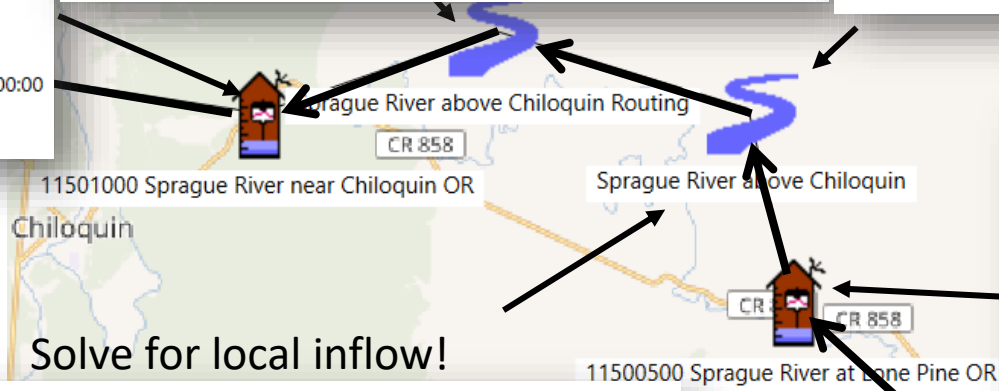 00:00
Sprague River above Chiloquin Routing
CR 858
11501000 Sprague River near Chiloquin OR
Sprague River above Chiloquin
Chiloquin
CR
CR 858
Solve for local inflow!
11500500 Sprague River at Lone Pine OR